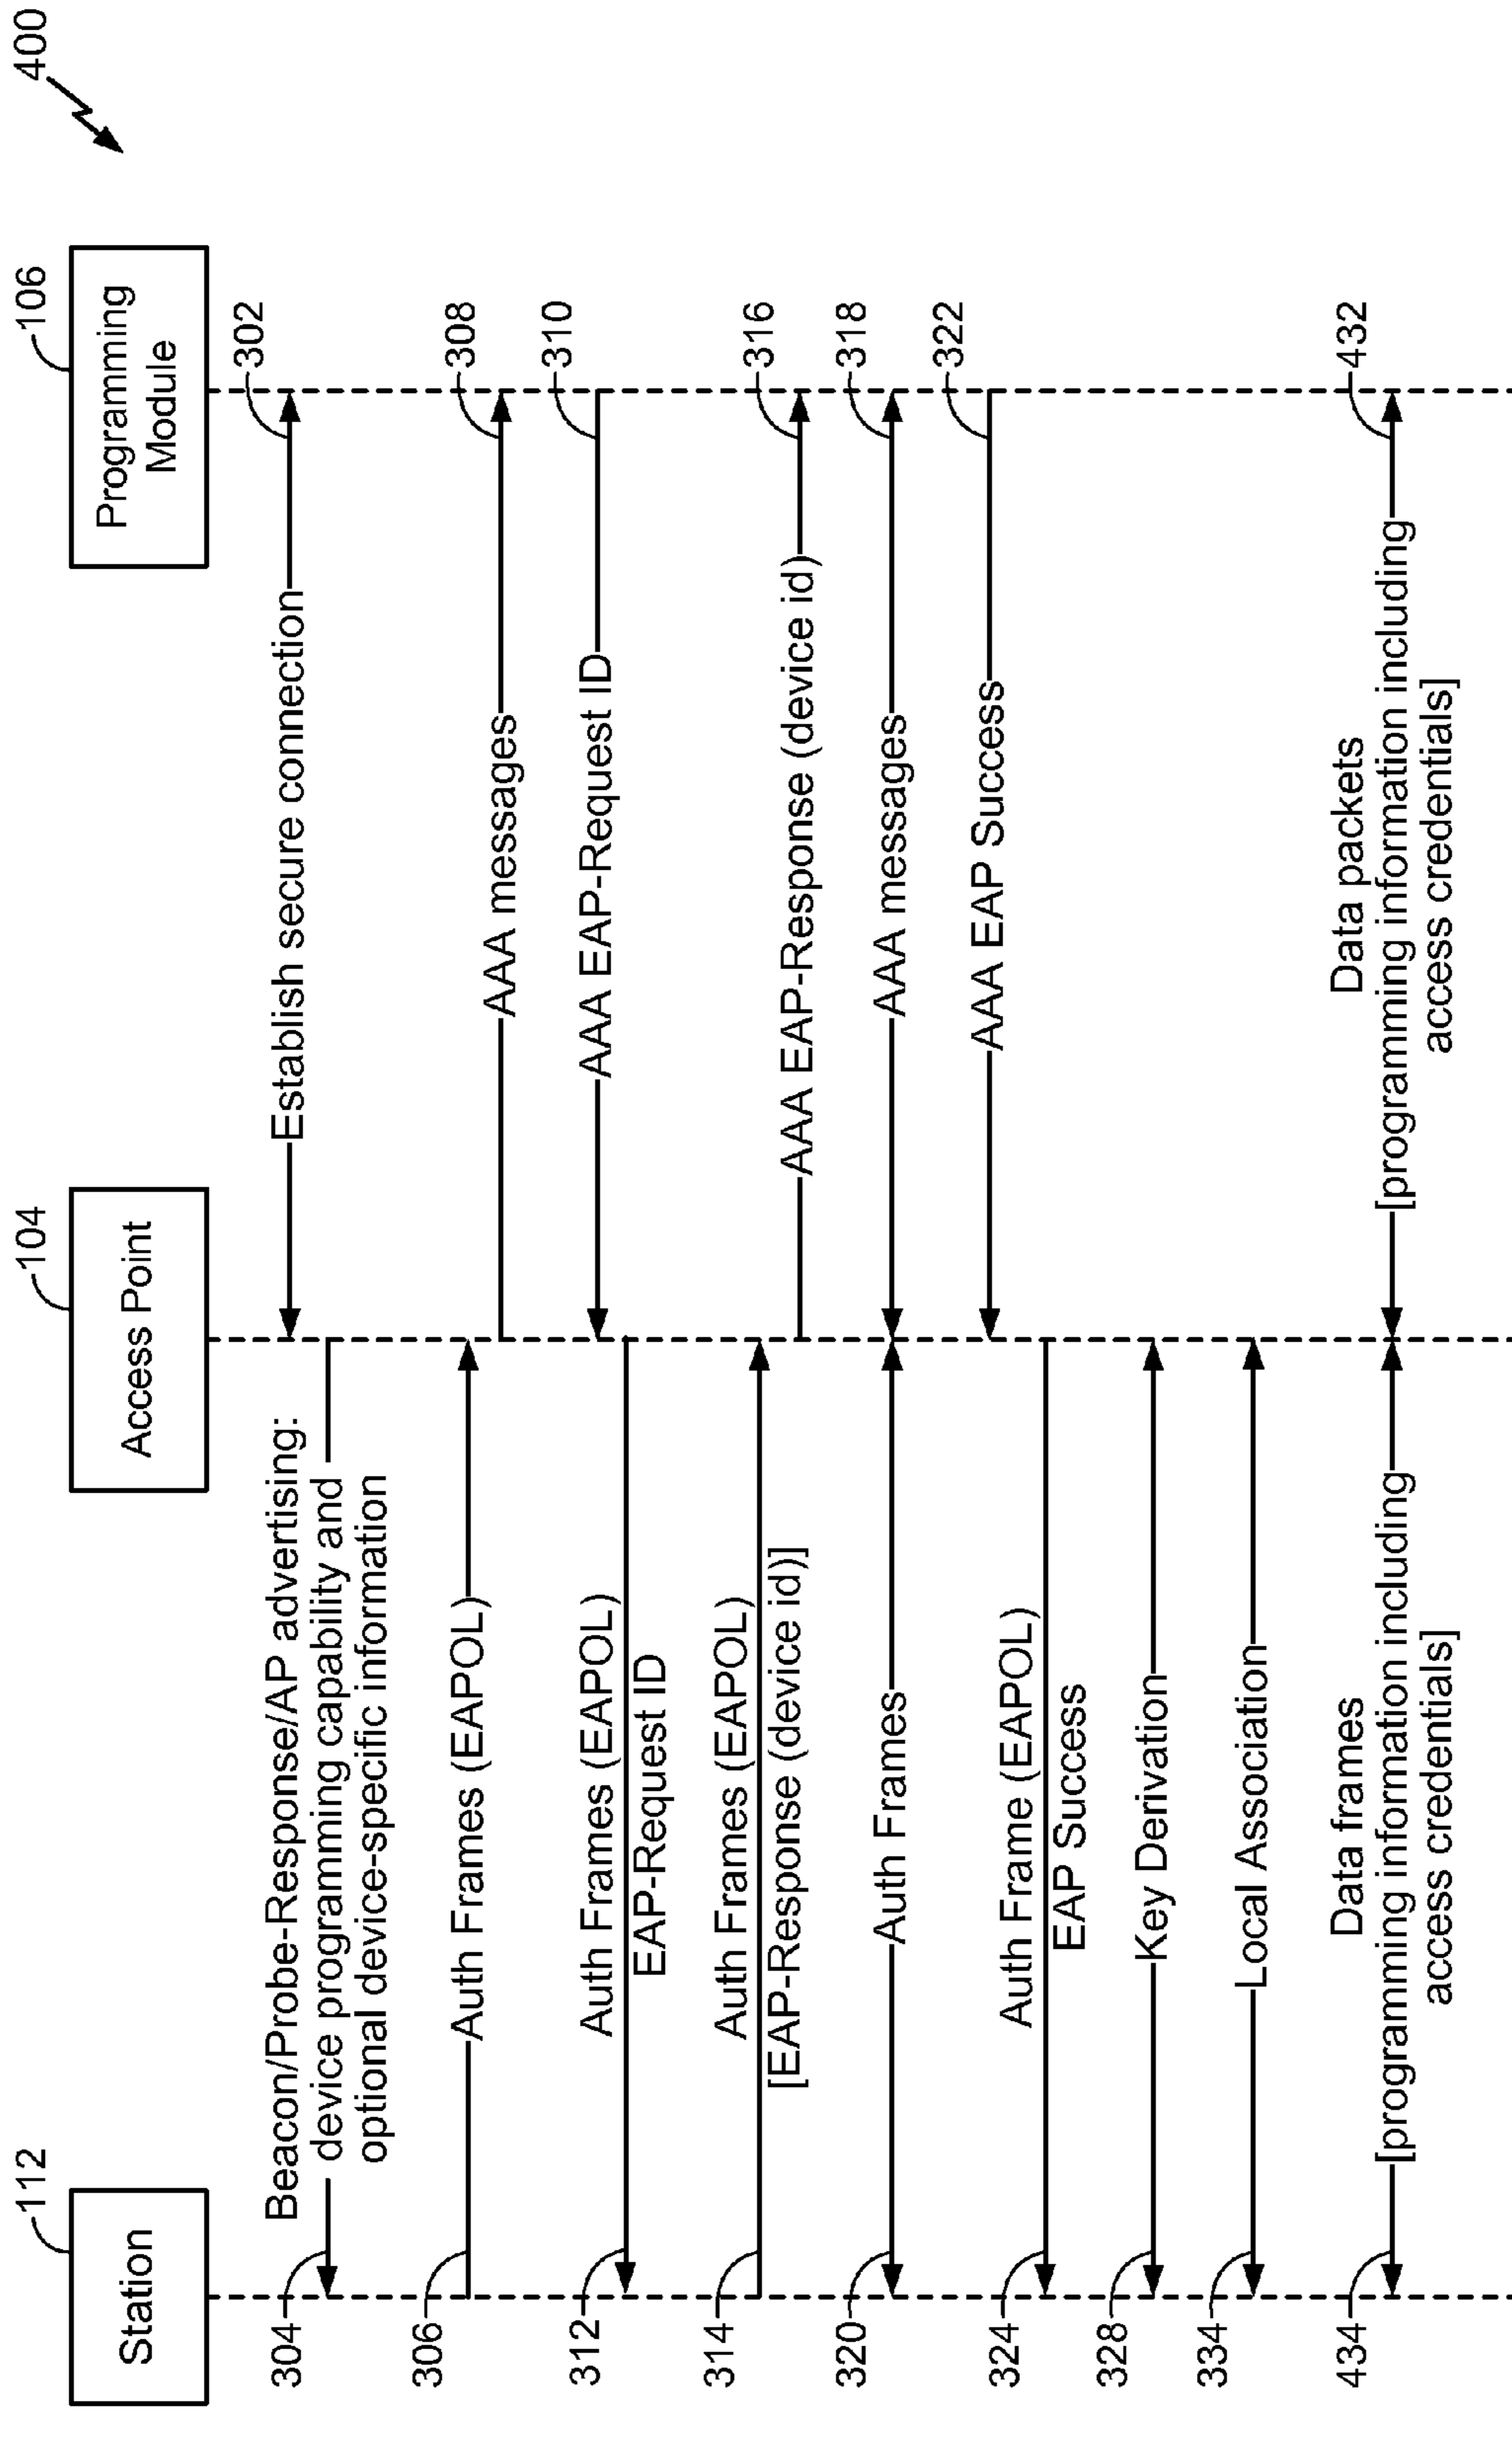 400
112
104
106
Station
Access Point
Programming
Module
302
Establish secure connection
304
Beacon/Probe-Response/AP advertising:
device programming capability and
optional device-specific information
306
Auth Frames (EAPOL)
308
AAA messages
310
AAA EAP-Request ID
312
Auth Frames (EAPOL)
EAP-Request ID
314
Auth Frames (EAPOL)
[EAP-Response (device id)]
316
AAA EAP-Response (device id)
318
AAA messages
320
Auth Frames
322
AAA EAP Success
324
Auth Frame (EAPOL)
EAP Success
328
Key Derivation
334
Local Association
434
Data frames
[programming information including
access credentials]
432
Data packets
[programming information including
access credentials]